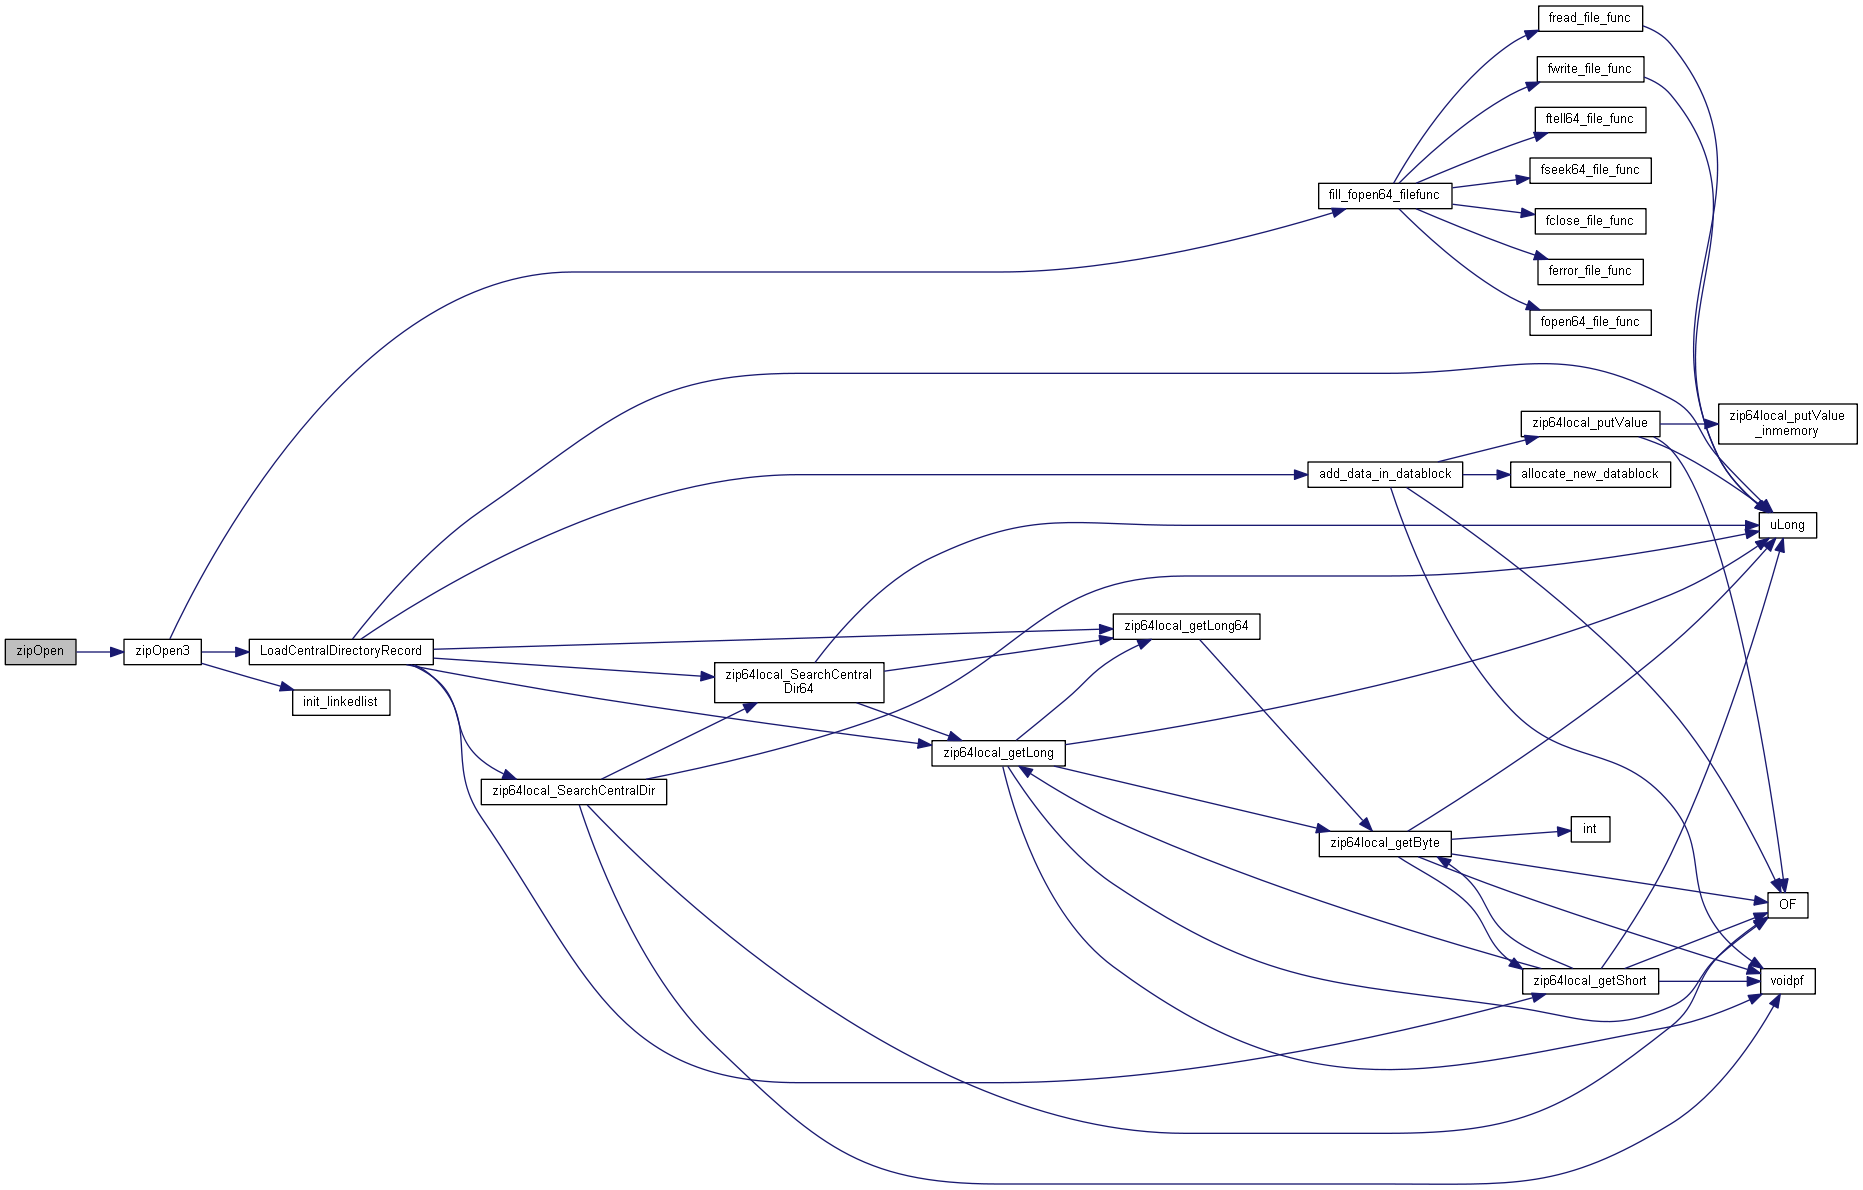 fread_file_func
fwrite_file_func
ftell64_file_func
fseek64_file_func
fill_fopen64_filefunc
fclose_file_func
ferror_file_func
fopen64_file_func
zip64local_putValue
zip64local_putValue
_inmemory
add_data_in_datablock
allocate_new_datablock
uLong
zip64local_getLong64
zipOpen
zipOpen3
LoadCentralDirectoryRecord
zip64local_SearchCentral
Dir64
init_linkedlist
zip64local_getLong
zip64local_SearchCentralDir
int
zip64local_getByte
OF
zip64local_getShort
voidpf